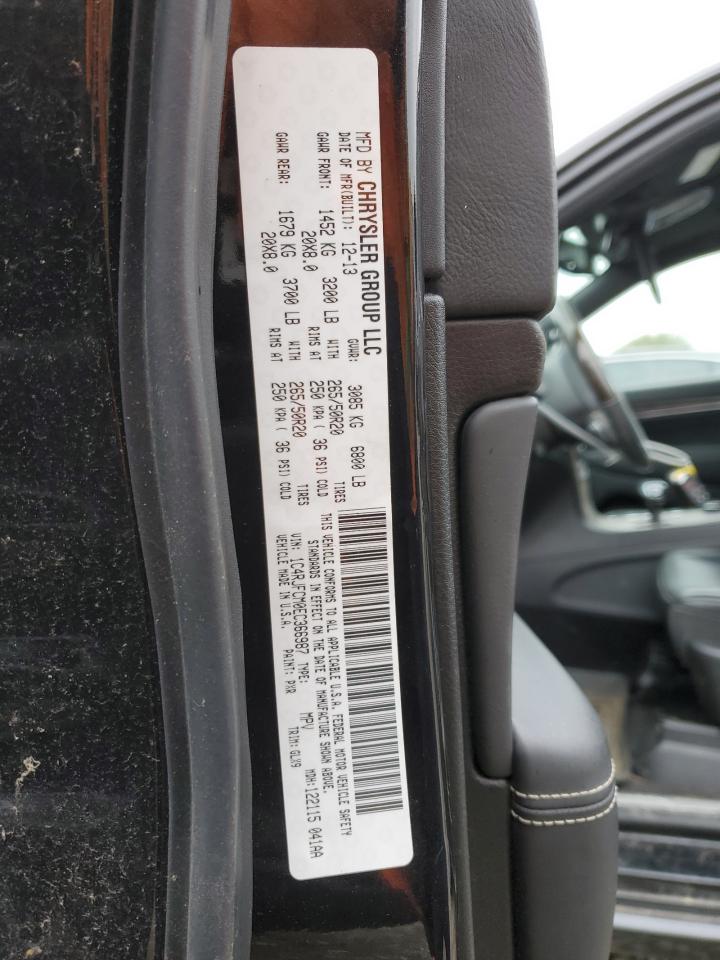 MFD BY CHRYSLER GROUP LLC
DATE OF MFR(BUILT): 12-13 GVWR: 3085 KG 6800 LB
GAWR FRONT: 1452 KG 3200 LB WITH 265/50R20 TIRES
20X8.0 RIMS AT 250 KPA ( 36 PSI) COLD
GAWR REAR: 1679 KG 3700 LB WITH 265/50R20 TIRES
20X8.0 RIMS AT 250 KPA ( 36 PSI) COLD
THIS VEHICLE CONFORMS TO ALL APPLICABLE U.S.A. FEDERAL MOTOR VEHICLE SAFETY
STANDARDS IN EFFECT ON THE DATE OF MANUFACTURE SHOWN ABOVE.
VIN: 1C4RJFCM0EC366987 TYPE: MPV MDH:122115 041AA
VEHICLE MADE IN U.S.A. PAINT: PXR TRIM: GLX9